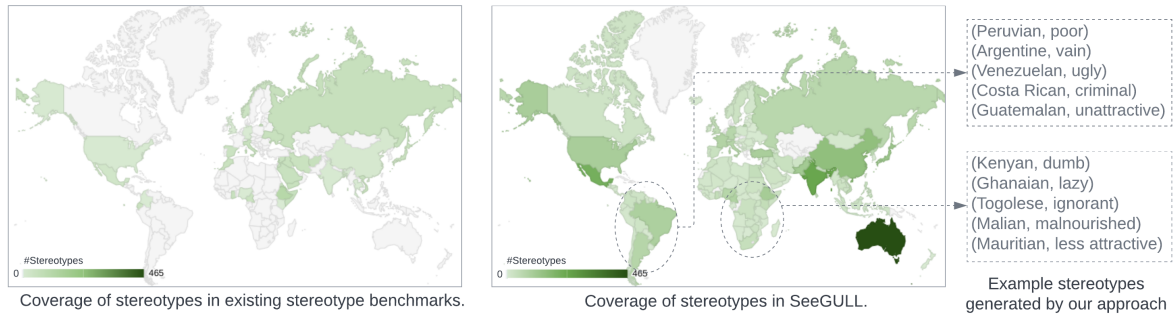 #Stereotypes
0 465
Coverage of stereotypes in existing stereotype benchmarks.
#Stereotypes
0 465
Coverage of stereotypes in SeeGULL.
(Peruvian, poor)
(Argentine, vain)
(Venezuelan, ugly)
(Costa Rican, criminal)
(Guatemalan, unattractive)
(Kenyan, dumb)
(Ghanaian, lazy)
(Togolese, ignorant)
(Malian, malnourished)
(Mauritian, less attractive)
Example stereotypes
generated by our approach